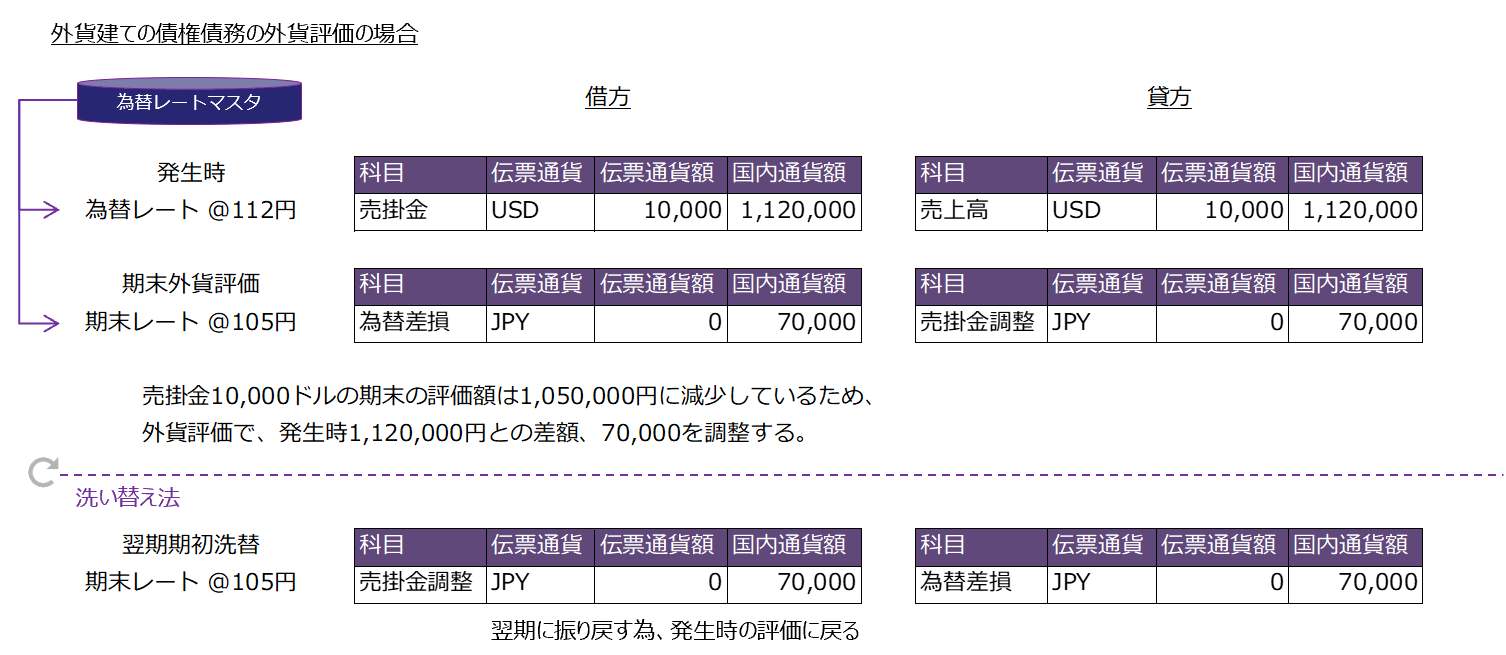 外貨建ての債権債務の外貨評価の場合
為替レートマスタ
借方
貸方
発生時
為替レート @112円
科目 伝票通貨 伝票通貨額 国内通貨額
売掛金 USD 10,000 1,120,000
科目 伝票通貨 伝票通貨額 国内通貨額
売上高 USD 10,000 1,120,000
期末外貨評価
期末レート @105円
科目 伝票通貨 伝票通貨額 国内通貨額
為替差損 JPY 0 70,000
科目 伝票通貨 伝票通貨額 国内通貨額
売掛金調整 JPY 0 70,000
売掛金10,000ドルの期末の評価額は1,050,000円に減少しているため、
外貨評価で、発生時1,120,000円との差額、70,000を調整する。
洗い替え法
翌期期初洗替
期末レート @105円
科目 伝票通貨 伝票通貨額 国内通貨額
売掛金調整 JPY 0 70,000
科目 伝票通貨 伝票通貨額 国内通貨額
為替差損 JPY 0 70,000
翌期に振り戻す為、発生時の評価に戻る